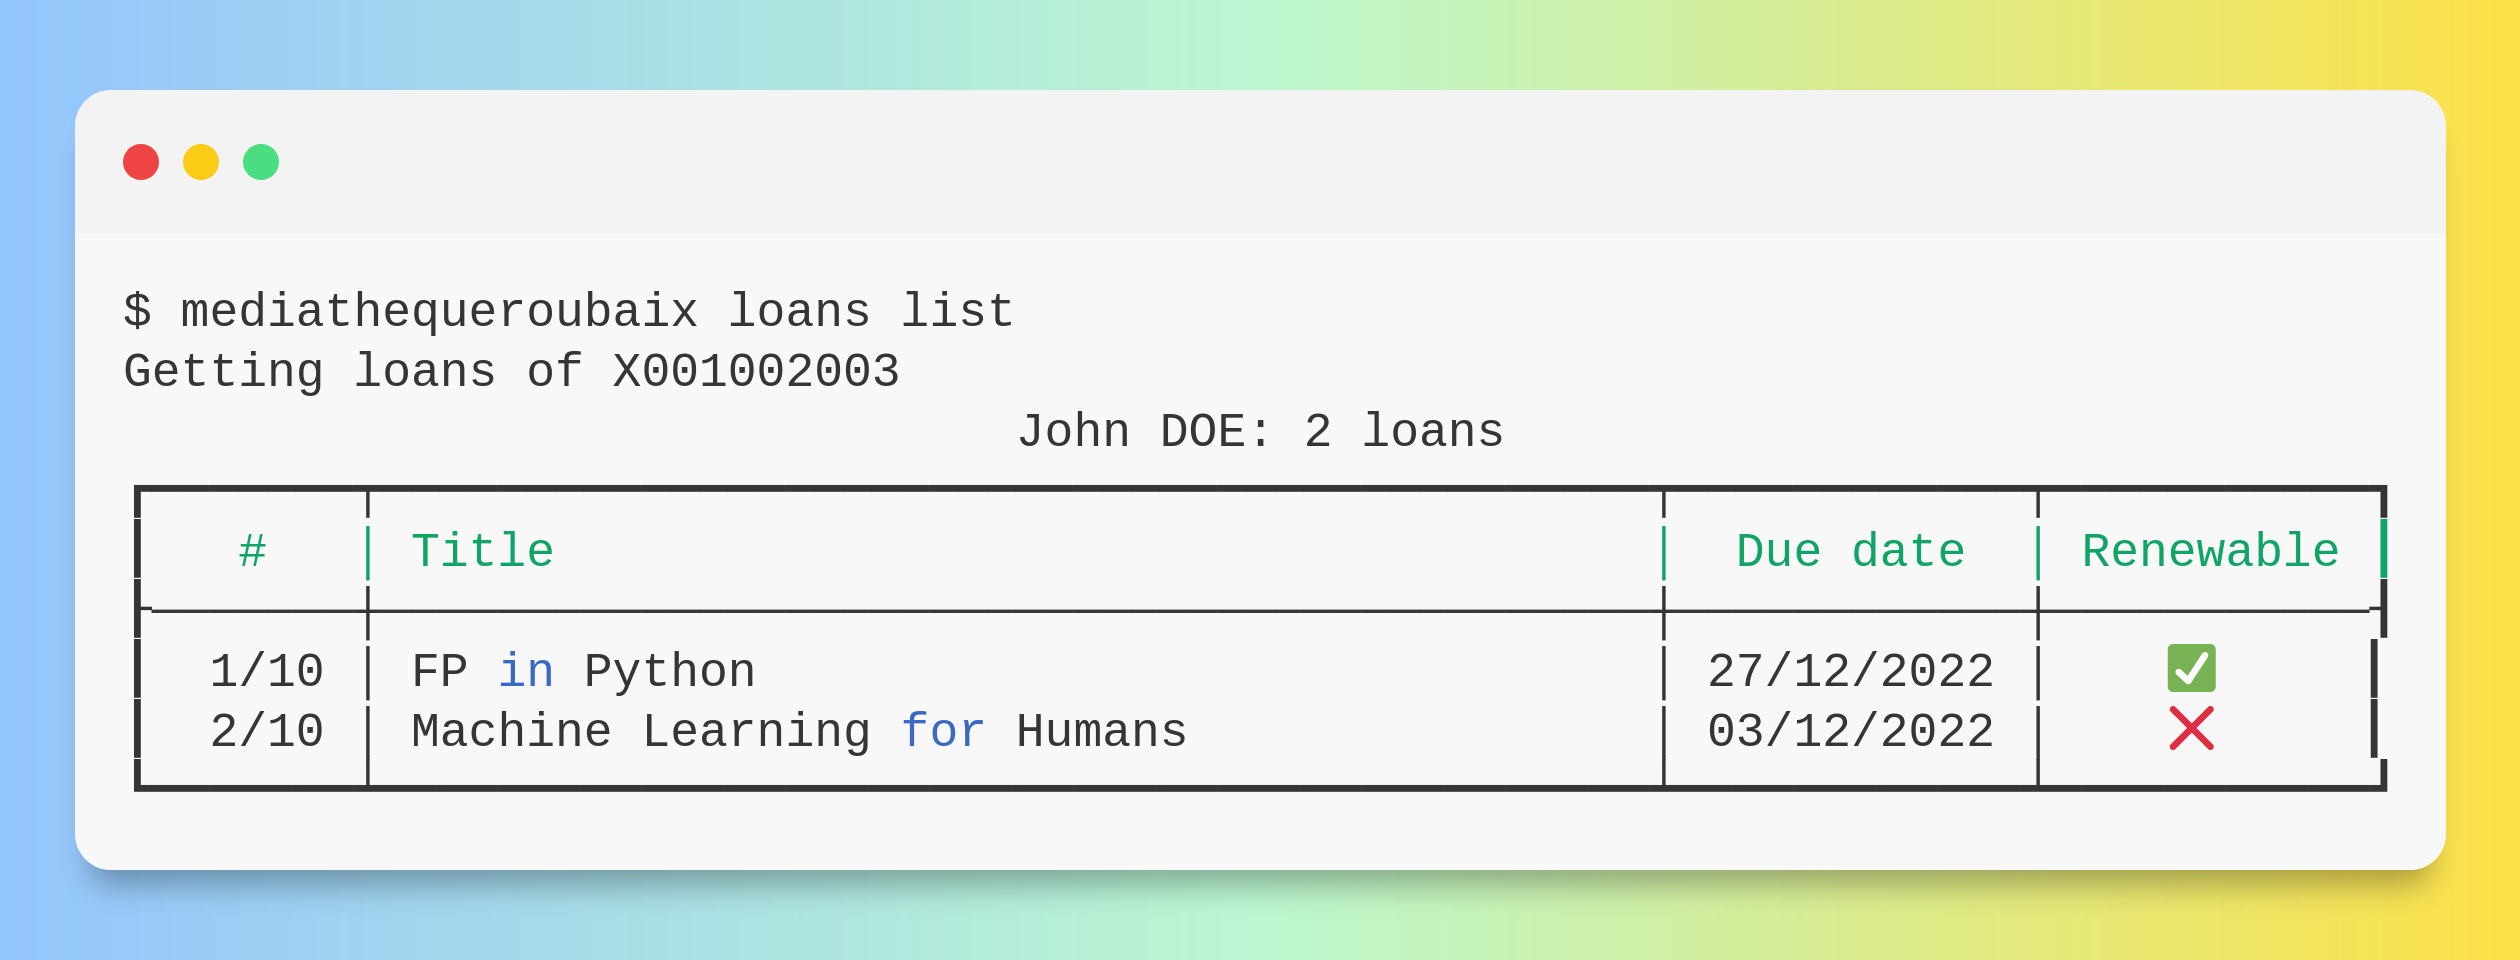 $ mediathequeroubaix loans list
Getting loans of X001002003
John DOE: 2 loans
# Title Due date Renewable
1/10 FP in Python 27/12/2022 ✅
2/10 Machine Learning for Humans 03/12/2022 ❌